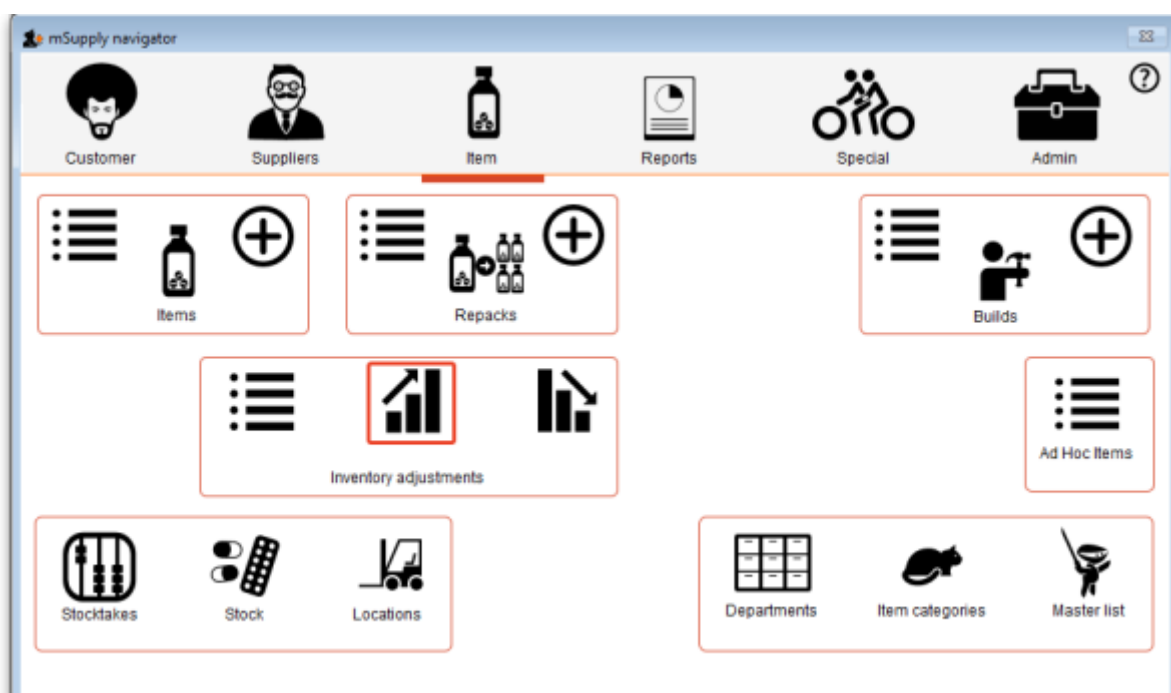 mSupply navigator
Customer
Suppliers
Item
Reports
Special
Admin
?
Items
Repacks
Builds
Inventory adjustments
Ad Hoc Items
Stocktakes
Stock
Locations
Departments
Item categories
Master list